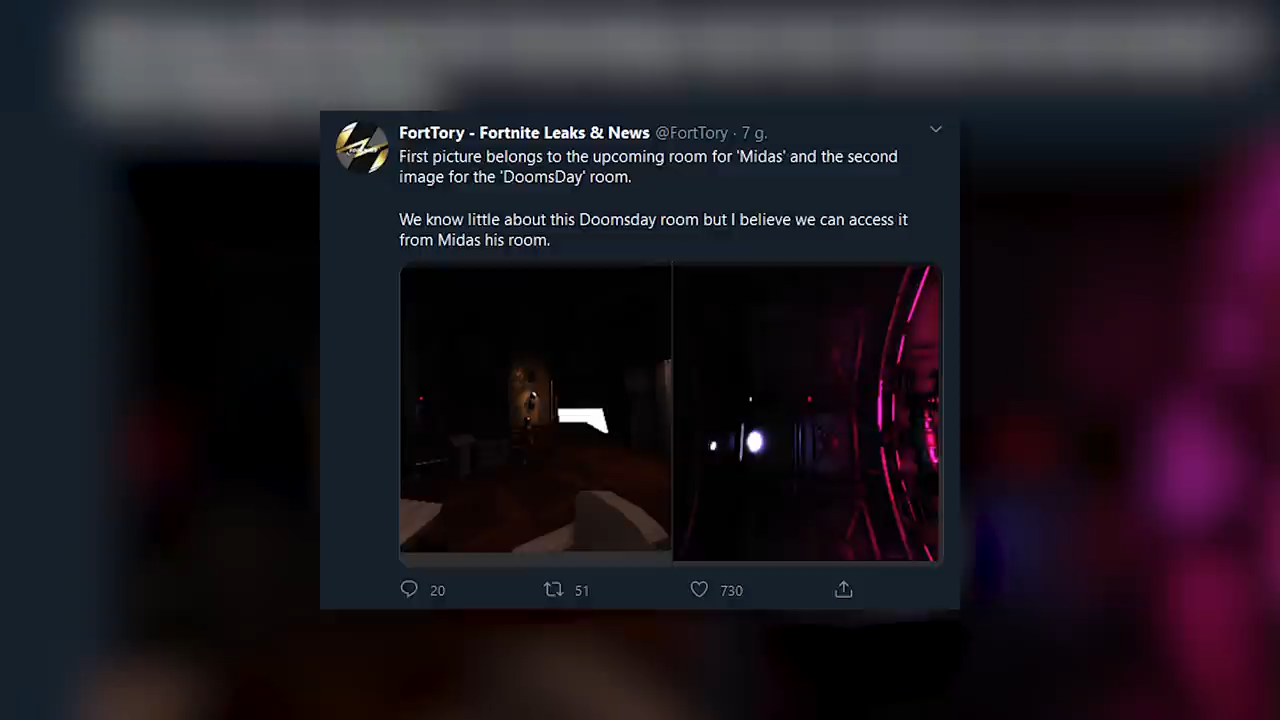 FortTory - Fortnite Leaks & News @FortTory · 7 g.
First picture belongs to the upcoming room for 'Midas' and the second
image for the 'DoomsDay' room.
We know little about this Doomsday room but I believe we can access it
from Midas his room.
20 51 730